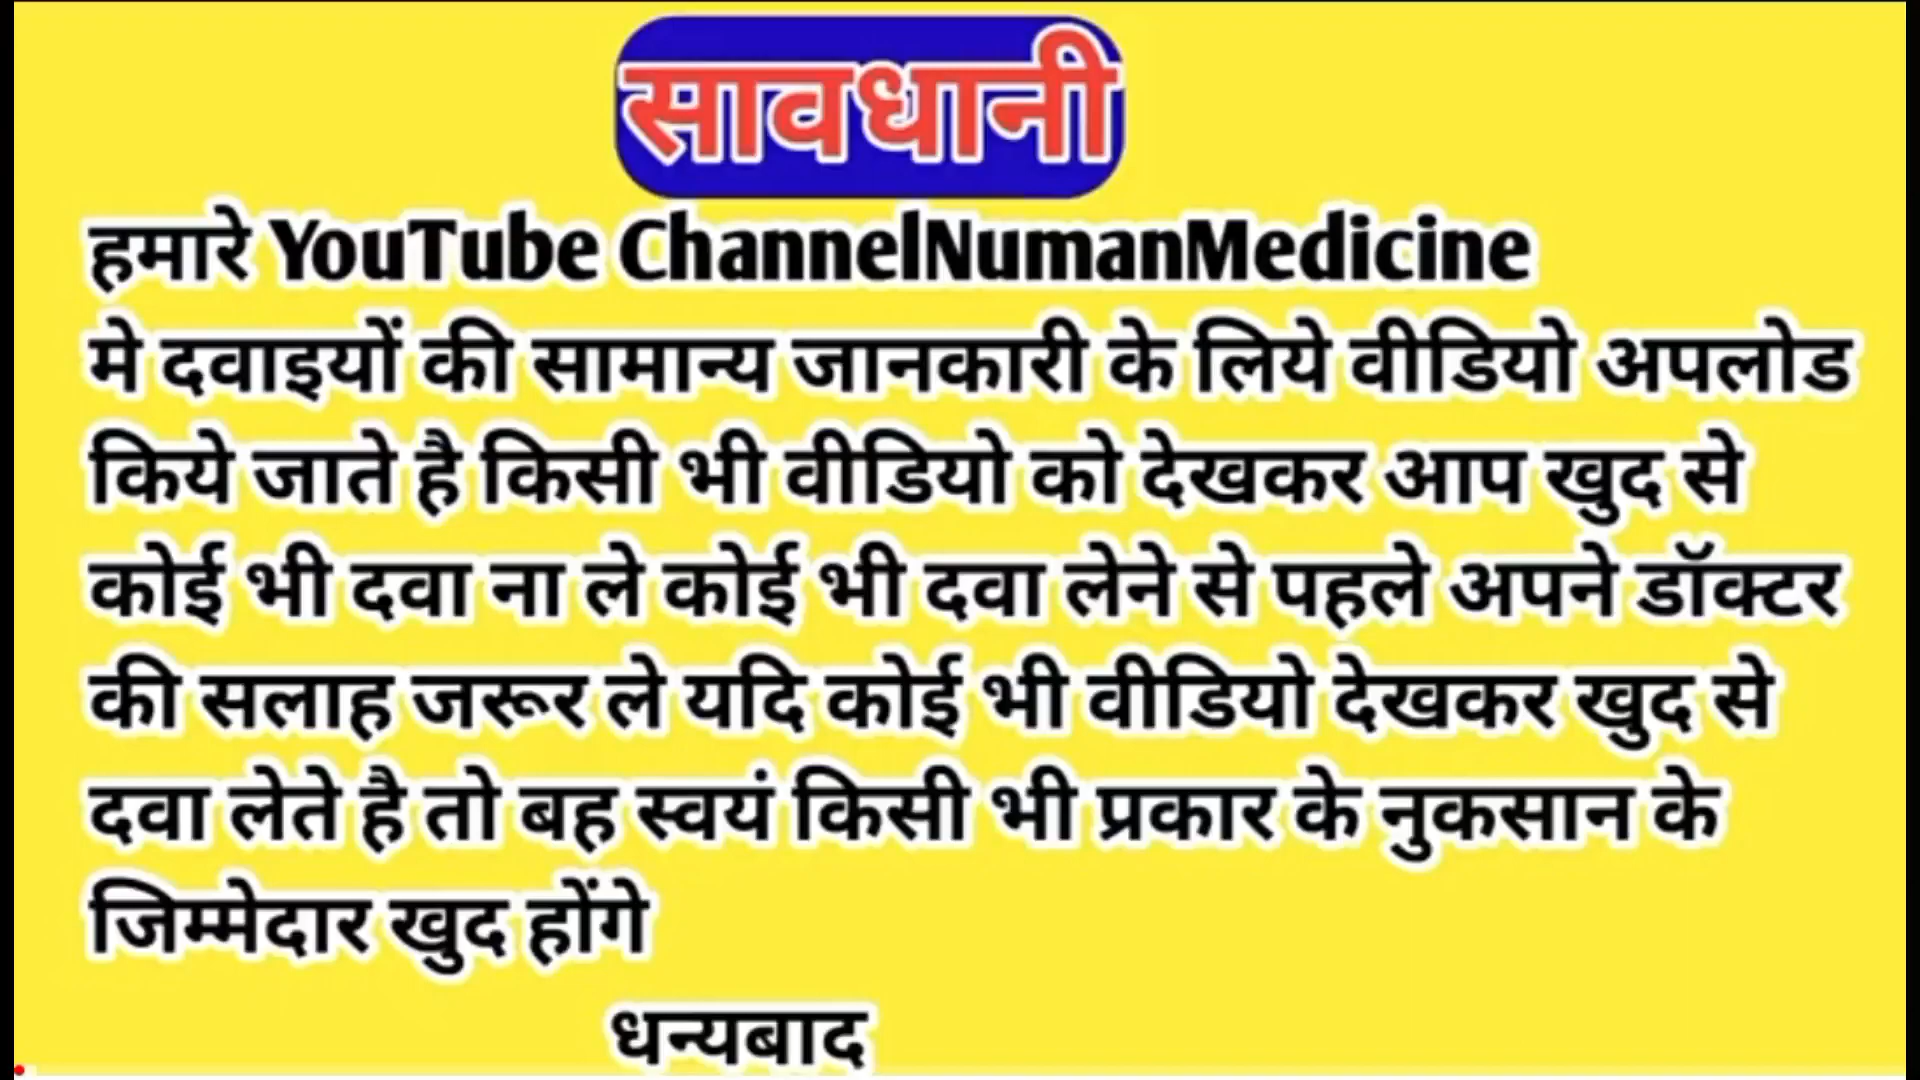 सावधानी
हमारे YouTube ChannelNumanMedicine
मे दवाइयों की सामान्य जानकारी के लिये वीडियो अपलोड
किये जाते है किसी भी वीडियो को देखकर आप खुद से
कोई भी दवा ना ले कोई भी दवा लेने से पहले अपने डॉक्टर
की सलाह जरूर ले यदि कोई भी वीडियो देखकर खुद से
दवा लेते है तो बह स्वयं किसी भी प्रकार के नुकसान के
जिम्मेदार खुद होंगे
धन्यबाद